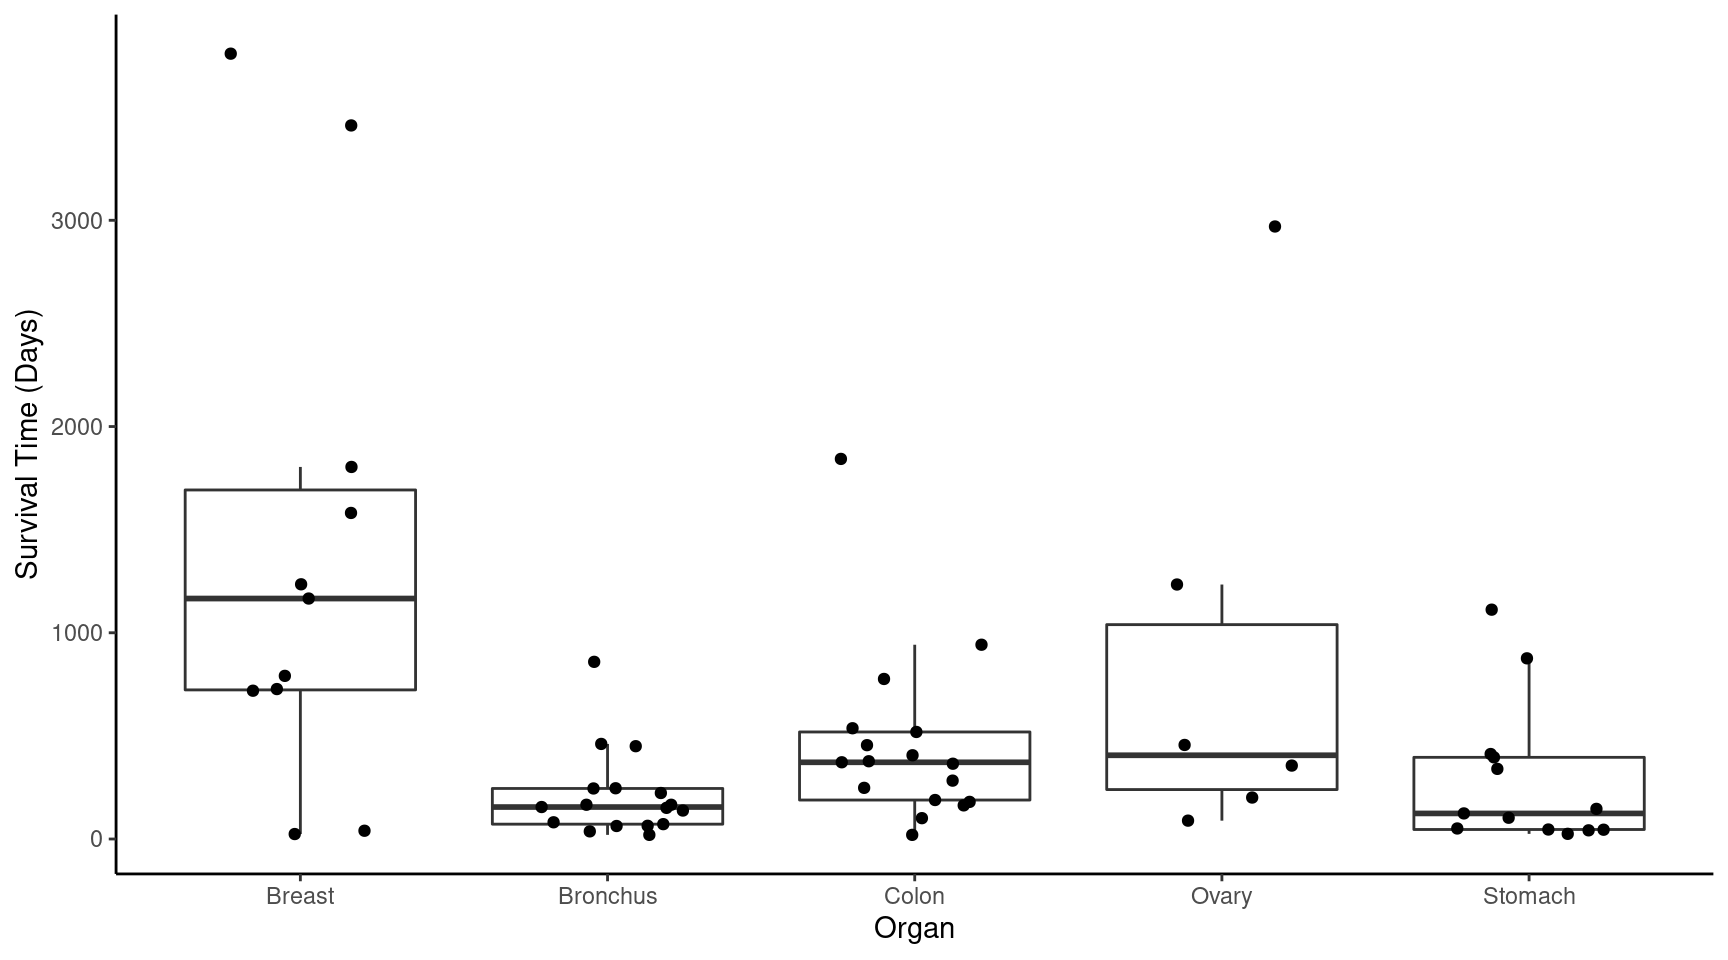 Survival Time (Days)
3000
2000
1000
0
Breast Bronchus Colon Ovary Stomach
Organ